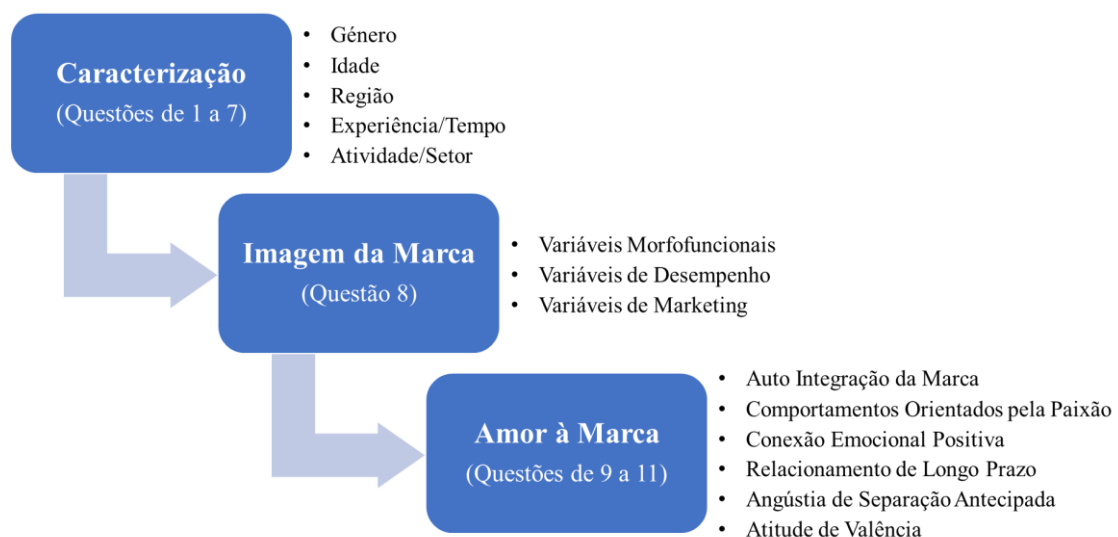 Caracterização
(Questões de 1 a 7)
• Género
• Idade
• Região
• Experiência/Tempo
• Atividade/Setor
Imagem da Marca
(Questão 8)
• Variáveis Morfofuncionais
• Variáveis de Desempenho
• Variáveis de Marketing
Amor à Marca
(Questões de 9 a 11)
• Auto Integração da Marca
• Comportamentos Orientados pela Paixão
• Conexão Emocional Positiva
• Relacionamento de Longo Prazo
• Angústia de Separação Antecipada
• Atitude de Valência